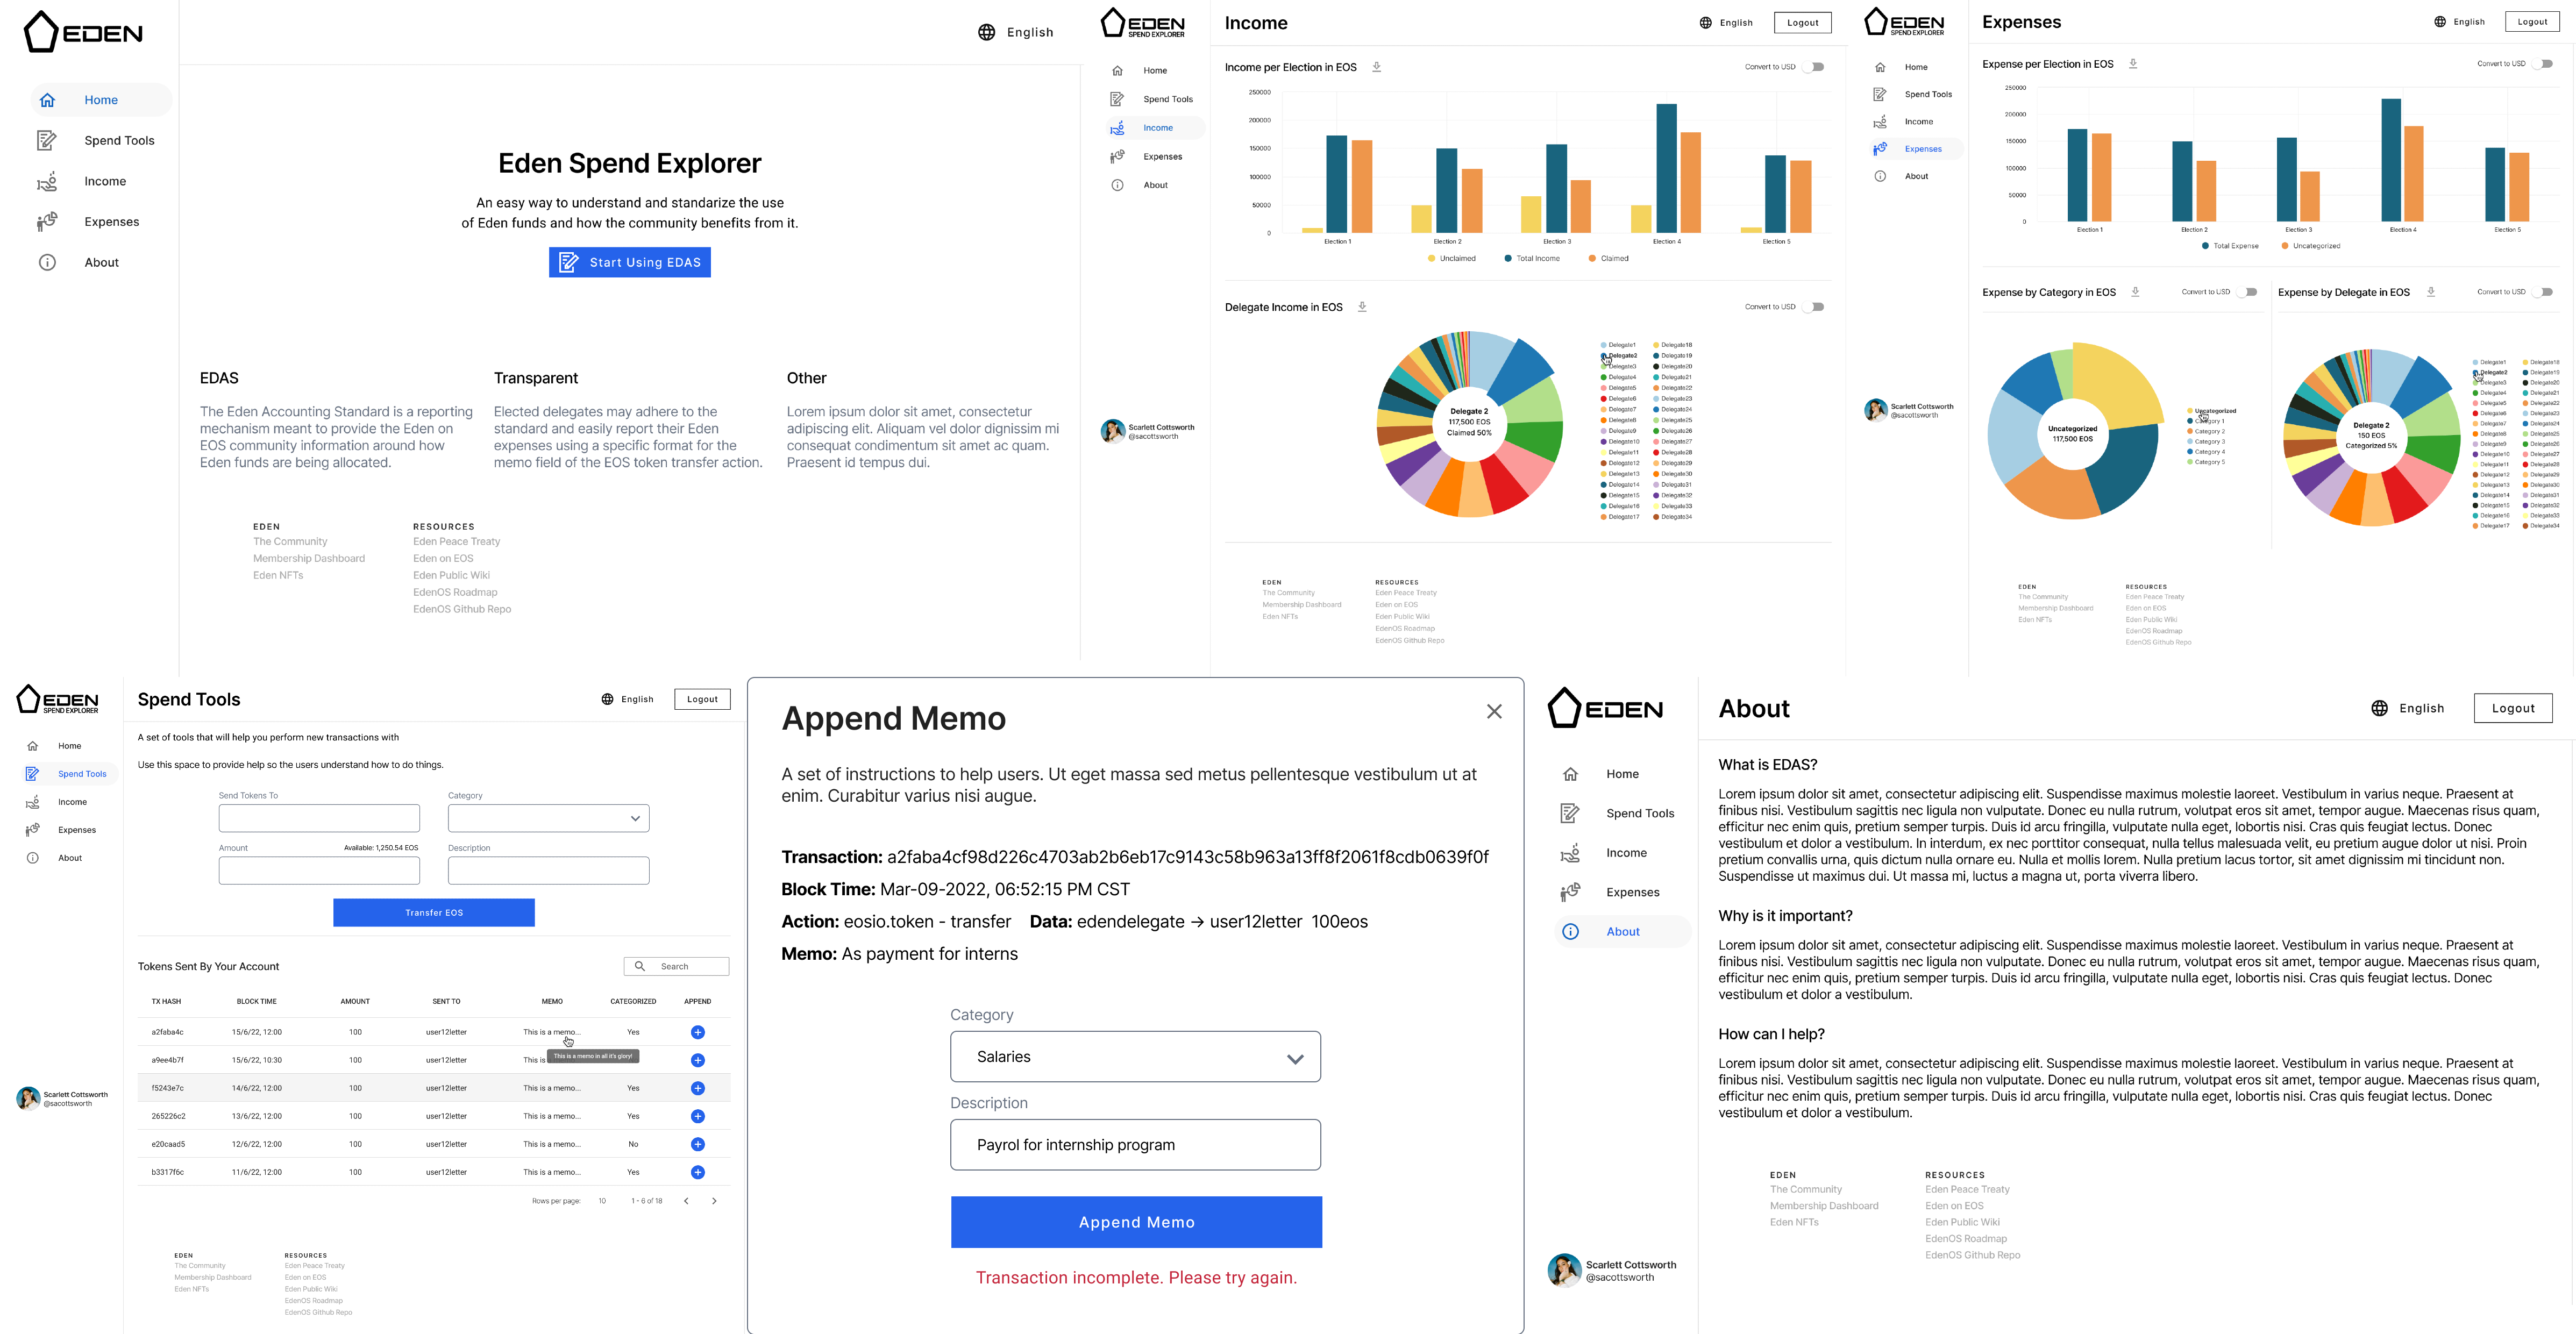 EDEN
English
Home
Spend Tools
Income
Expenses
About
Eden Spend Explorer
An easy way to understand and standarize the use
of Eden funds and how the community benefits from it.
Start Using EDAS
EDAS
The Eden Accounting Standard is a reporting
mechanism meant to provide the Eden on
EOS community information around how
Eden funds are being allocated.
Transparent
Elected delegates may adhere to the
standard and easily report their Eden
expenses using a specific format for the
memo field of the EOS token transfer action.
Other
Lorem ipsum dolor sit amet, consectetur
adipiscing elit. Aliquam vel dolor dignissim mi
consequat condimentum sit amet ac quam.
Praesent id tempus dui.
EDEN
The Community
Membership Dashboard
Eden NFTs
RESOURCES
Eden Peace Treaty
Eden on EOS
Eden Public Wiki
EdenOS Roadmap
EdenOS Github Repo
EDEN
SPEND EXPLORER
Home
Spend Tools
Income
Expenses
About
Scarlett Cottsworth
@sacottsworth
Income
English
Logout
Income per Election in EOS
Convert to USD
250000
200000
150000
100000
50000
0
Election 1
Election 2
Election 3
Election 4
Election 5
Unclaimed
Total Income
Claimed
Delegate Income in EOS
Convert to USD
Delegate 2
117,500 EOS
Claimed 50%
Delegate1
Delegate2
Delegate3
Delegate4
Delegate5
Delegate6
Delegate7
Delegate8
Delegate9
Delegate10
Delegate11
Delegate12
Delegate13
Delegate14
Delegate15
Delegate16
Delegate17
Delegate18
Delegate19
Delegate20
Delegate21
Delegate22
Delegate23
Delegate24
Delegate25
Delegate26
Delegate27
Delegate28
Delegate29
Delegate30
Delegate31
Delegate32
Delegate33
Delegate34
EDEN
The Community
Membership Dashboard
Eden NFTs
RESOURCES
Eden Peace Treaty
Eden on EOS
Eden Public Wiki
EdenOS Roadmap
EdenOS Github Repo
EDEN
SPEND EXPLORER
Home
Spend Tools
Income
Expenses
About
Scarlett Cottsworth
@sacottsworth
Expenses
English
Logout
Expense per Election in EOS
Convert to USD
250000
200000
150000
100000
50000
0
Election 1
Election 2
Election 3
Election 4
Election 5
Total Expense
Uncategorized
Expense by Category in EOS
Convert to USD
Uncategorized
117,500 EOS
Uncategorized
Category 1
Category 2
Category 3
Category 4
Category 5
Expense by Delegate in EOS
Convert to USD
Delegate 2
150 EOS
Categorized 5%
Delegate1
Delegate2
Delegate3
Delegate4
Delegate5
Delegate6
Delegate7
Delegate8
Delegate9
Delegate10
Delegate11
Delegate12
Delegate13
Delegate14
Delegate15
Delegate16
Delegate17
Delegate18
Delegate19
Delegate20
Delegate21
Delegate22
Delegate23
Delegate24
Delegate25
Delegate26
Delegate27
Delegate28
Delegate29
Delegate30
Delegate31
Delegate32
Delegate33
Delegate34
EDEN
The Community
Membership Dashboard
Eden NFTs
RESOURCES
Eden Peace Treaty
Eden on EOS
Eden Public Wiki
EdenOS Roadmap
EdenOS Github Repo
EDEN
SPEND EXPLORER
Home
Spend Tools
Income
Expenses
About
Scarlett Cottsworth
@sacottsworth
Spend Tools
English
Logout
A set of tools that will help you perform new transactions with
Use this space to provide help so the users understand how to do things.
Send Tokens To
Category
Amount
Available: 1,250.54 EOS
Description
Transfer EOS
Tokens Sent By Your Account
Search
TX HASH BLOCK TIME AMOUNT SENT TO MEMO CATEGORIZED APPEND
a2faba4c 15/6/22, 12:00 100 user12letter This is a memo... Yes
This is a memo in all it's glory!
a9ee4b7f 15/6/22, 10:30 100 user12letter This is
f5243e7c 14/6/22, 12:00 100 user12letter This is a memo... Yes
265226c2 13/6/22, 12:00 100 user12letter This is a memo... Yes
e20caad5 12/6/22, 12:00 100 user12letter This is a memo... No
b3317f6c 11/6/22, 12:00 100 user12letter This is a memo... Yes
Rows per page: 10 1 - 6 of 18
EDEN
The Community
Membership Dashboard
Eden NFTs
RESOURCES
Eden Peace Treaty
Eden on EOS
Eden Public Wiki
EdenOS Roadmap
EdenOS Github Repo
Append Memo
A set of instructions to help users. Ut eget massa sed metus pellentesque vestibulum ut at
enim. Curabitur varius nisi augue.
Transaction: a2faba4cf98d226c4703ab2b6eb17c9143c58b963a13ff8f2061f8cdb0639f0f
Block Time: Mar-09-2022, 06:52:15 PM CST
Action: eosio.token - transfer Data: edendelegate → user12letter 100eos
Memo: As payment for interns
Category
Salaries
Description
Payrol for internship program
Append Memo
Transaction incomplete. Please try again.
EDEN
Home
Spend Tools
Income
Expenses
About
Scarlett Cottsworth
@sacottsworth
About
English
Logout
What is EDAS?
Lorem ipsum dolor sit amet, consectetur adipiscing elit. Suspendisse maximus molestie laoreet. Vestibulum in varius neque. Praesent at
finibus nisi. Vestibulum sagittis nec ligula non vulputate. Donec eu nulla rutrum, volutpat eros sit amet, tempor augue. Maecenas risus quam,
efficitur nec enim quis, pretium semper turpis. Duis id arcu fringilla, vulputate nulla eget, lobortis nisi. Cras quis feugiat lectus. Donec
vestibulum et dolor a vestibulum. In interdum, ex nec porttitor consequat, nulla tellus malesuada velit, eu pretium augue dolor ut nisi. Proin
pretium convallis urna, quis dictum nulla ornare eu. Nulla et mollis lorem. Nulla pretium lacus tortor, sit amet dignissim mi tincidunt non.
Suspendisse ut maximus dui. Ut massa mi, luctus a magna ut, porta viverra libero.
Why is it important?
Lorem ipsum dolor sit amet, consectetur adipiscing elit. Suspendisse maximus molestie laoreet. Vestibulum in varius neque. Praesent at
finibus nisi. Vestibulum sagittis nec ligula non vulputate. Donec eu nulla rutrum, volutpat eros sit amet, tempor augue. Maecenas risus quam,
efficitur nec enim quis, pretium semper turpis. Duis id arcu fringilla, vulputate nulla eget, lobortis nisi. Cras quis feugiat lectus. Donec
vestibulum et dolor a vestibulum.
How can I help?
Lorem ipsum dolor sit amet, consectetur adipiscing elit. Suspendisse maximus molestie laoreet. Vestibulum in varius neque. Praesent at
finibus nisi. Vestibulum sagittis nec ligula non vulputate. Donec eu nulla rutrum, volutpat eros sit amet, tempor augue. Maecenas risus quam,
efficitur nec enim quis, pretium semper turpis. Duis id arcu fringilla, vulputate nulla eget, lobortis nisi. Cras quis feugiat lectus. Donec
vestibulum et dolor a vestibulum.
EDEN
The Community
Membership Dashboard
Eden NFTs
RESOURCES
Eden Peace Treaty
Eden on EOS
Eden Public Wiki
EdenOS Roadmap
EdenOS Github Repo